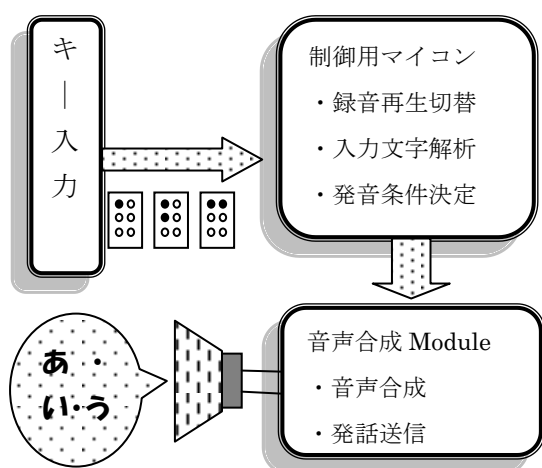 キー入力
制御用マイコン
・録音再生切替
・入力文字解析
・発音条件決定
音声合成 Module
・音声合成
・発話送信
あ・
い・う